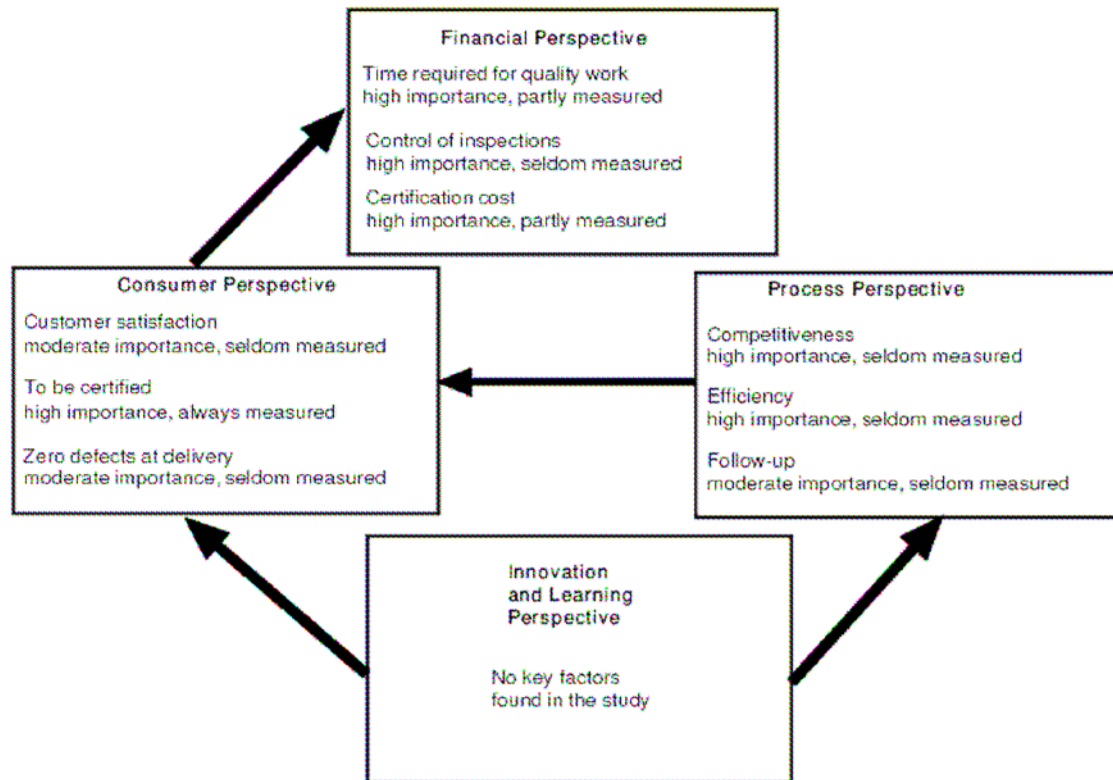 Financial Perspective
Time required for quality work
high importance, partly measured
Control of inspections
high importance, seldom measured
Certification cost
high importance, partly measured
Consumer Perspective
Customer satisfaction
moderate importance, seldom measured
To be certified
high importance, always measured
Zero defects at delivery
moderate importance, seldom measured
Process Perspective
Competitiveness
high importance, seldom measured
Efficiency
high importance, seldom measured
Follow-up
moderate importance, seldom measured
Innovation
and Learning
Perspective
No key factors
found in the study